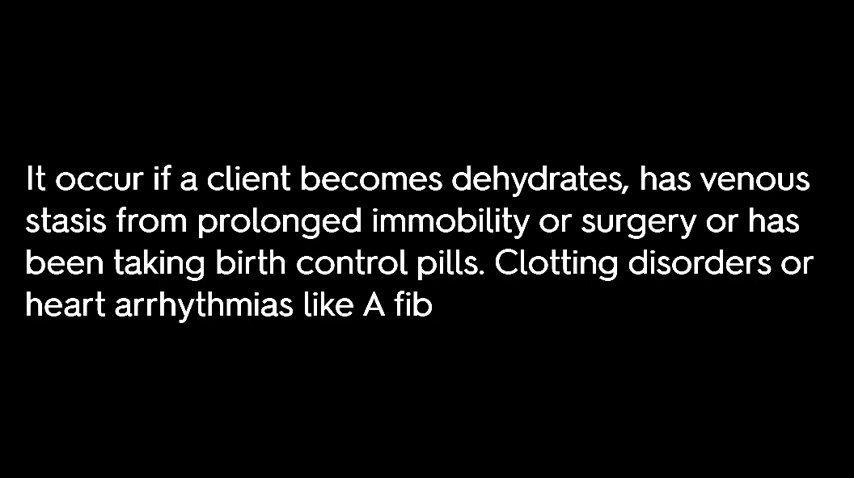 It occur if a client becomes dehydrates, has venous
stasis from prolonged immobility or surgery or has
been taking birth control pills. Clotting disorders or
heart arrhythmias like A fib